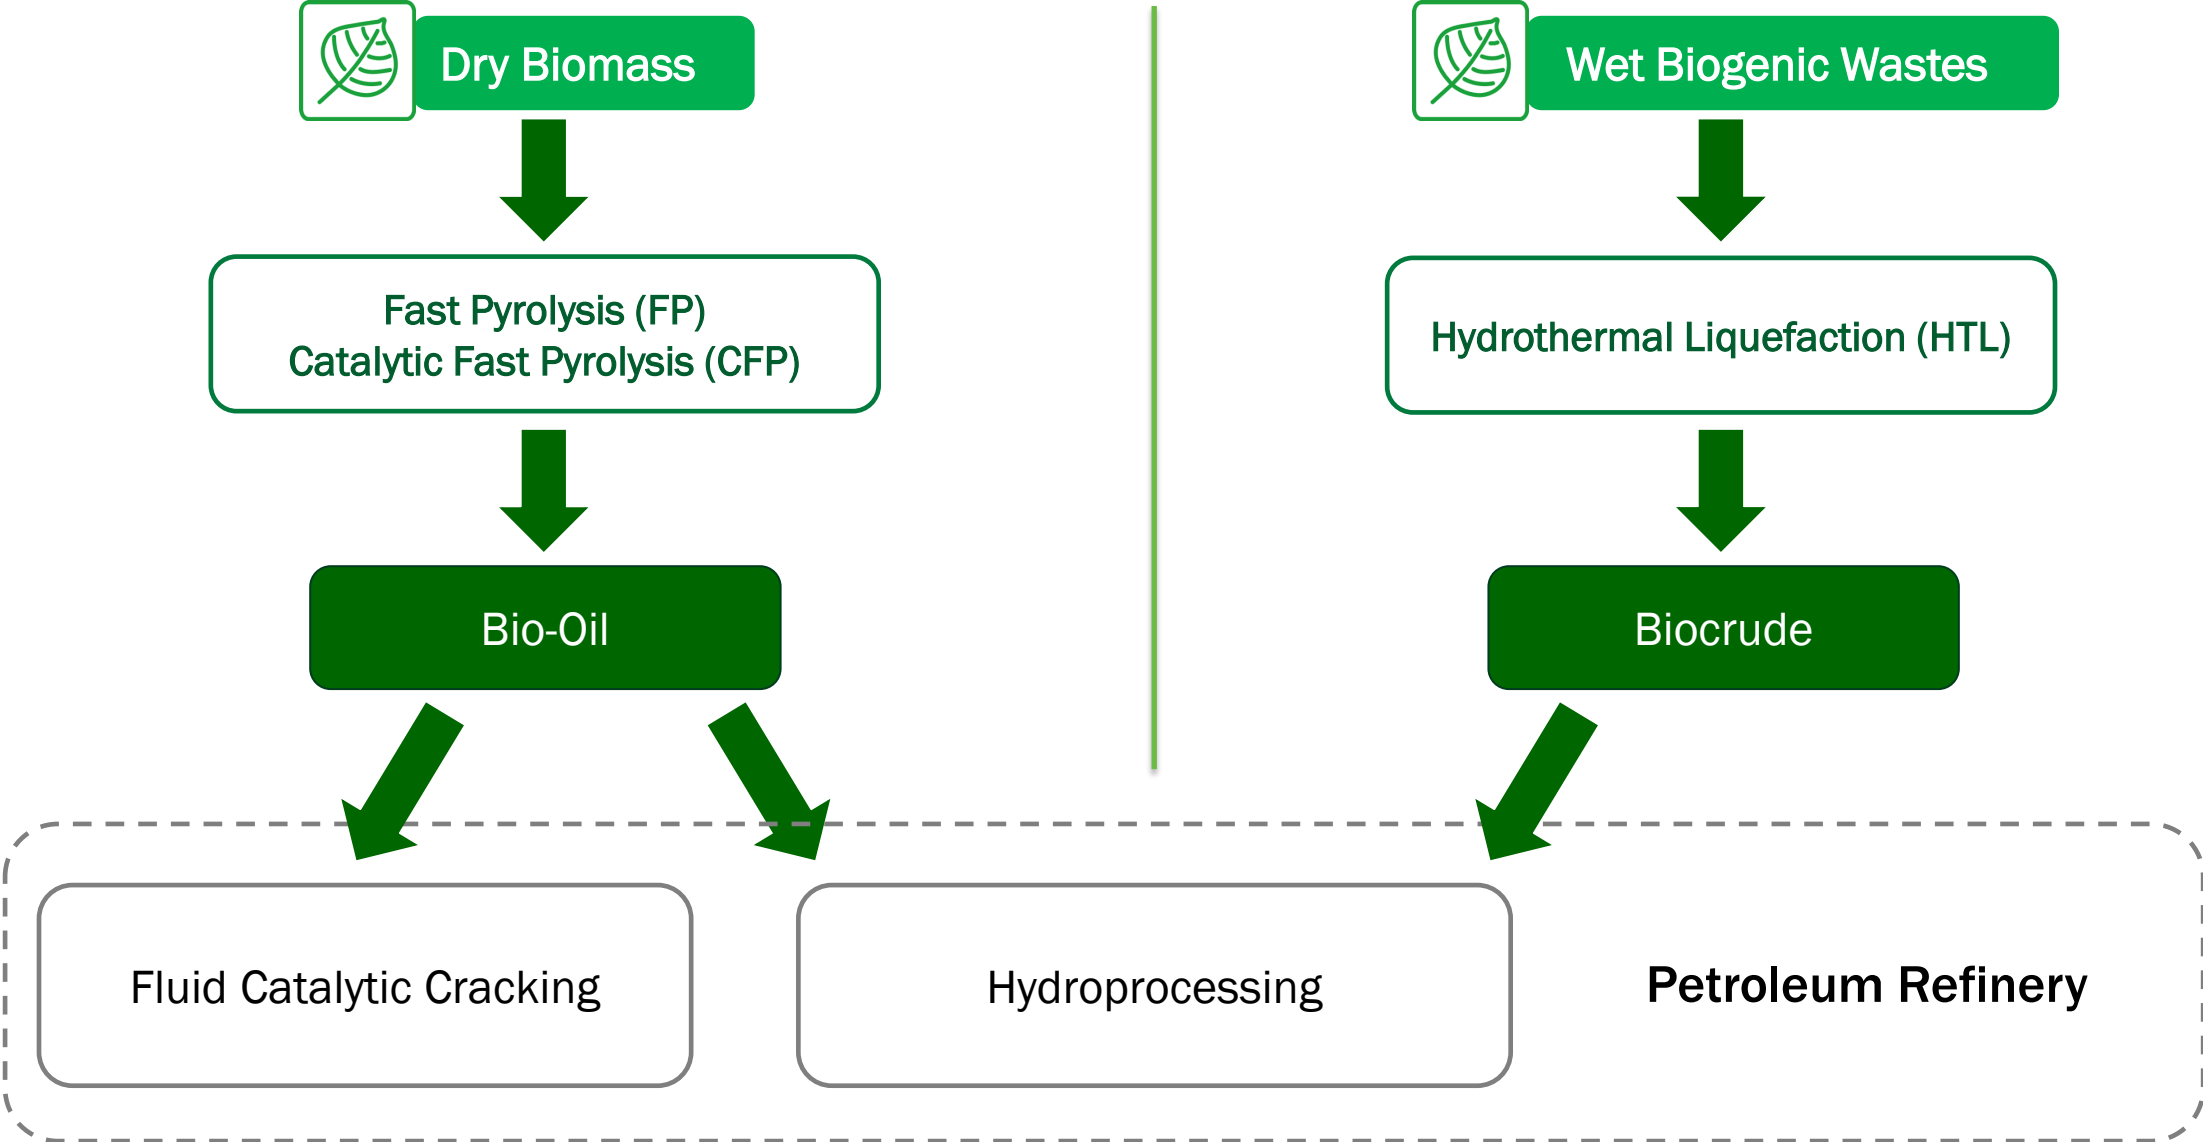 Dry Biomass
Wet Biogenic Wastes
Fast Pyrolysis (FP)
Catalytic Fast Pyrolysis (CFP)
Hydrothermal Liquefaction (HTL)
Bio-Oil
Biocrude
Fluid Catalytic Cracking
Hydroprocessing
Petroleum Refinery